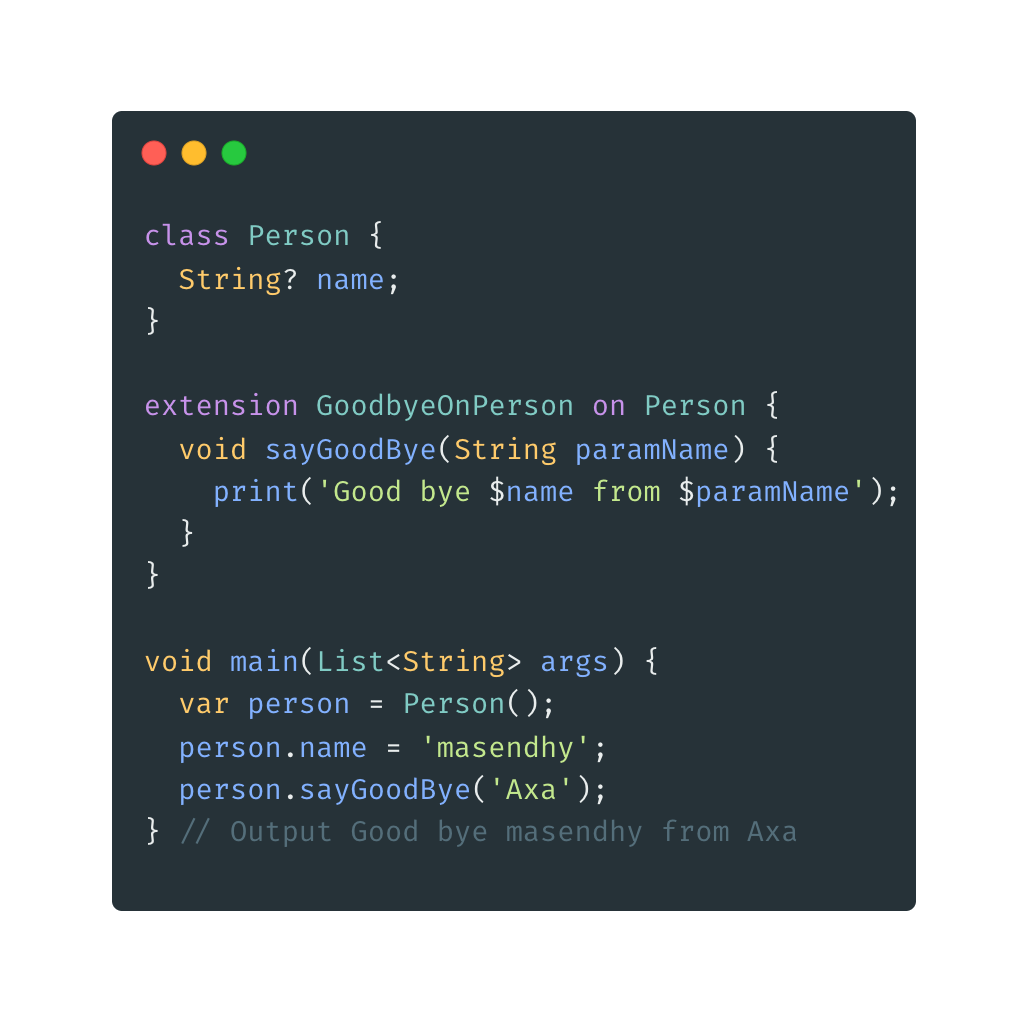 class Person {
  String? name;
}

extension GoodbyeOnPerson on Person {
  void sayGoodBye(String paramName) {
    print('Good bye $name from $paramName');
  }
}

void main(List<String> args) {
  var person = Person();
  person.name = 'masendhy';
  person.sayGoodBye('Axa');
} // Output Good bye masendhy from Axa